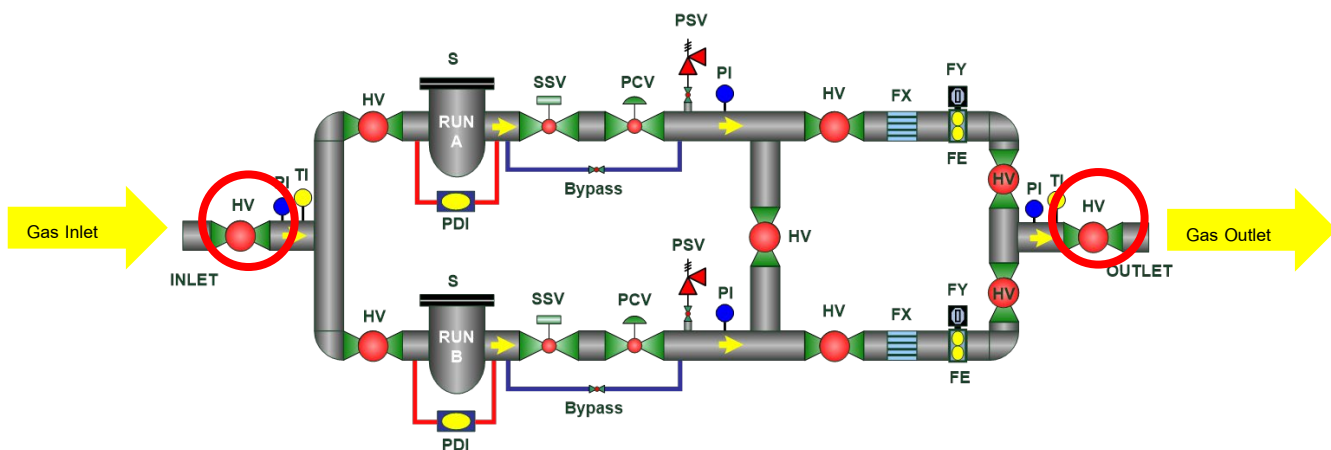 PSV
S
FY
SSV
PCV
PI
HV
HV
FX
RUN
A
FE
TI
PI
Bypass
HV
PDI
HV
PI
TI
HV
Gas Inlet
HV
Gas Outlet
INLET
PSV
OUTLET
S
SSV
PCV
PI
HV
FY
HV
HV
FX
RUN
B
FE
Bypass
PDI